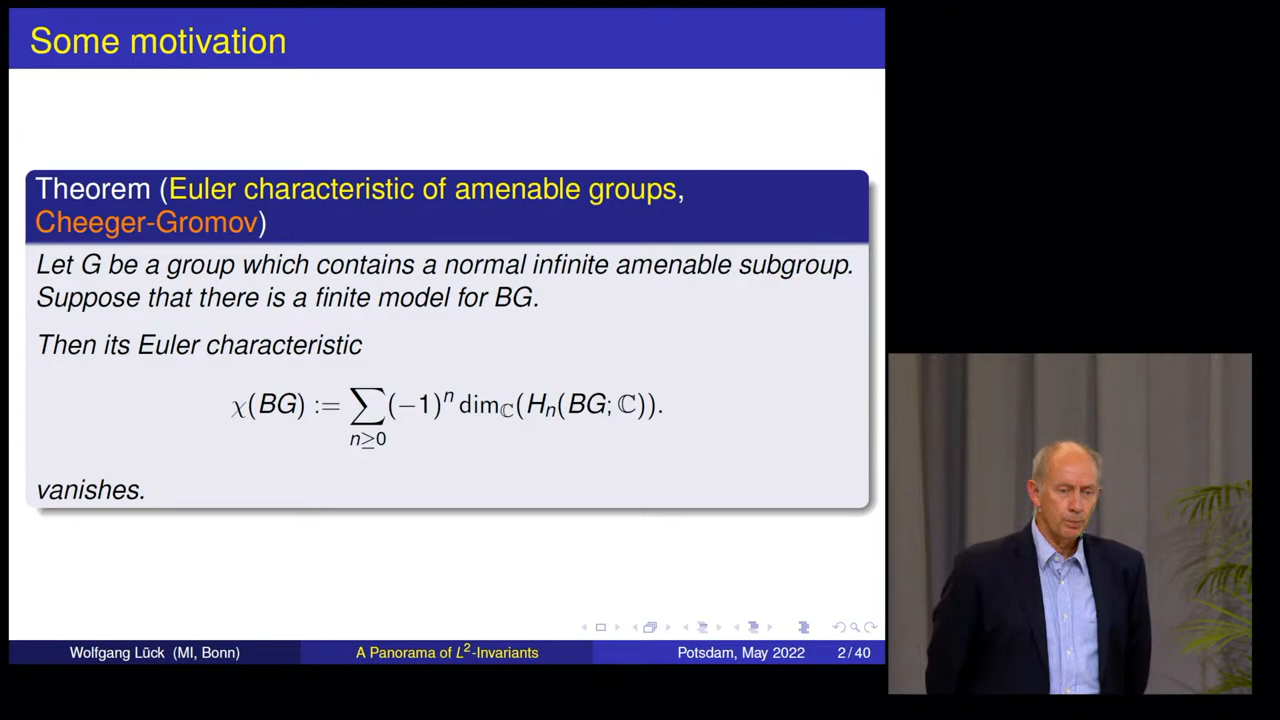 Some motivation
Theorem (Euler characteristic of amenable groups,
Cheeger-Gromov)
Let G be a group which contains a normal infinite amenable subgroup.
Suppose that there is a finite model for BG.
Then its Euler characteristic
χ(BG) := ∑_{n≥0} (−1)^n dim_ℂ(H_n(BG; ℂ)).
vanishes.
Wolfgang Lück (MI, Bonn) A Panorama of L²-Invariants Potsdam, May 2022 2 / 40